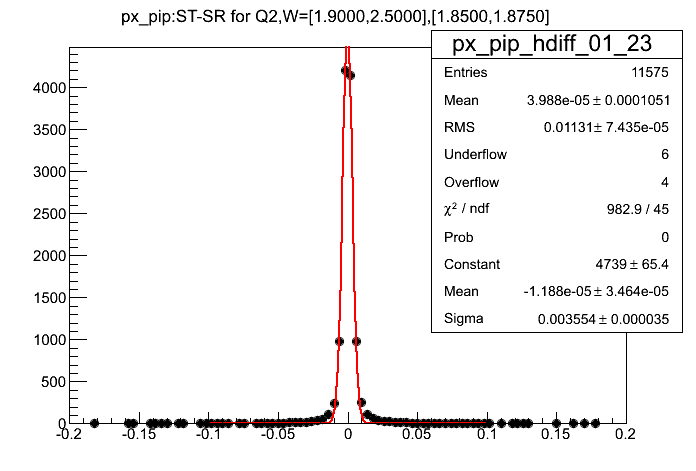 px_pip:ST-SR for Q2,W=[1.9000,2.5000],[1.8500,1.8750]
px_pip_hdiff_01_23
Entries 11575
Mean 3.988e-05 ± 0.0001051
RMS 0.01131 ± 7.435e-05
Underflow 6
Overflow 4
χ² / ndf 982.9 / 45
Prob 0
Constant 4739 ± 65.4
Mean -1.188e-05 ± 3.464e-05
Sigma 0.003554 ± 0.000035
4000
3500
3000
2500
2000
1500
1000
500
0
-0.2 -0.15 -0.1 -0.05 0 0.05 0.1 0.15 0.2